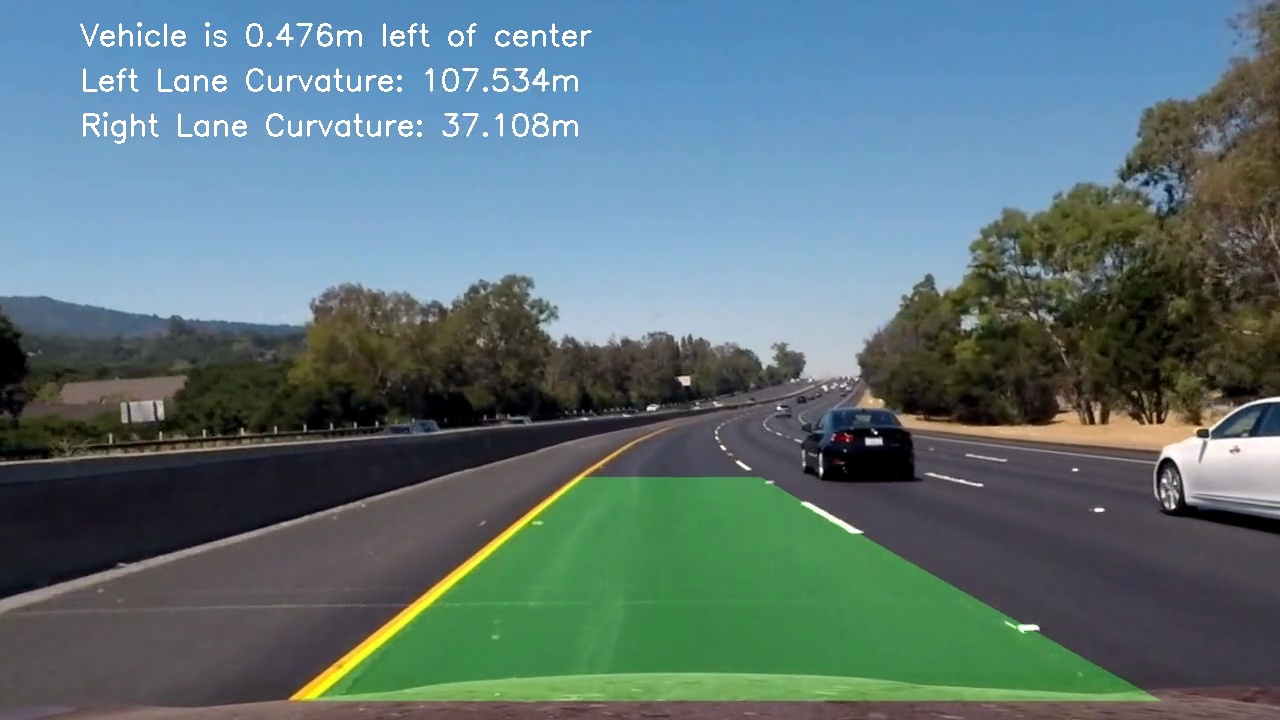 Vehicle is 0.476m left of center
Left Lane Curvature: 107.534m
Right Lane Curvature: 37.108m